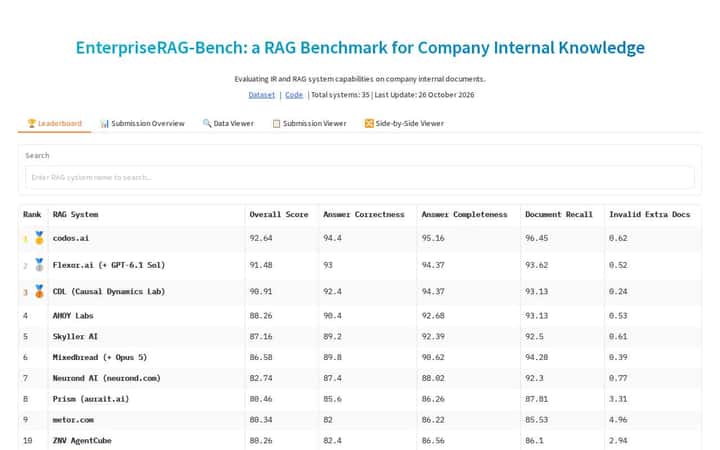 EnterpriseRAG-Bench: a RAG Benchmark for Company Internal Knowledge
Evaluating IR and RAG system capabilities on company internal documents.
Dataset | Code | Total systems: 35 | Last Update: 26 October 2026
Leaderboard Submission Overview Data Viewer Submission Viewer Side-by-Side Viewer
Search
Enter RAG system name to search...
Rank RAG System Overall Score Answer Correctness Answer Completeness Document Recall Invalid Extra Docs
1 codos.ai 92.64 94.4 95.16 96.45 0.62
2 Flexor.ai (+ GPT-6.1 Sol) 91.48 93 94.37 93.62 0.52
3 CDL (Causal Dynamics Lab) 90.91 92.4 94.37 93.13 0.24
4 AHOY Labs 88.26 90.4 92.68 93.13 0.53
5 Skyller AI 87.16 89.2 92.39 92.5 0.61
6 Mixedbread (+ Opus 5) 86.58 89.8 90.62 94.28 0.39
7 Neurond AI (neurond.com) 82.74 87.4 88.02 92.3 0.77
8 Prism (aurait.ai) 80.46 85.6 86.26 87.81 3.31
9 metor.com 80.34 82 86.22 85.53 4.96
10 ZNV AgentCube 80.26 82.4 86.56 86.1 2.94